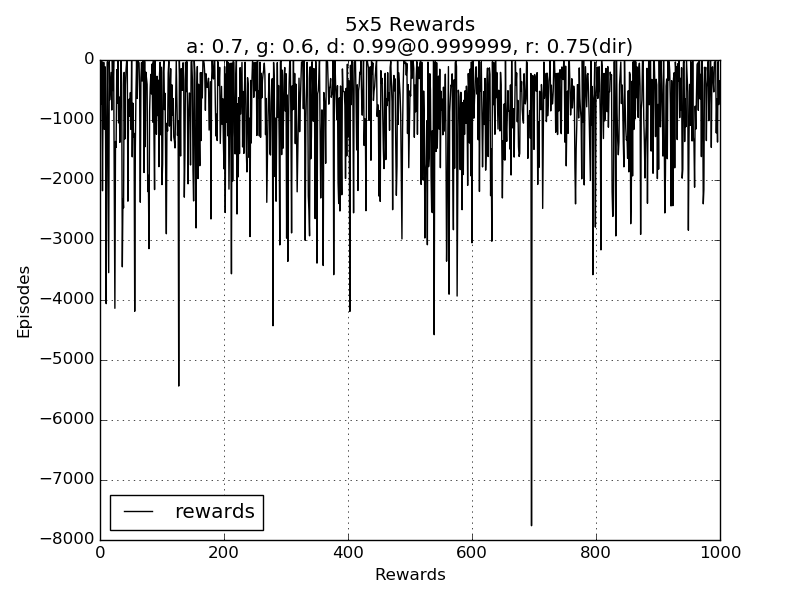 5x5 Rewards
a: 0.7, g: 0.6, d: 0.99@0.999999, r: 0.75(dir)
0
−1000
−2000
−3000
−4000
−5000
−6000
−7000
−8000
Episodes
rewards
0 200 400 600 800 1000
Rewards